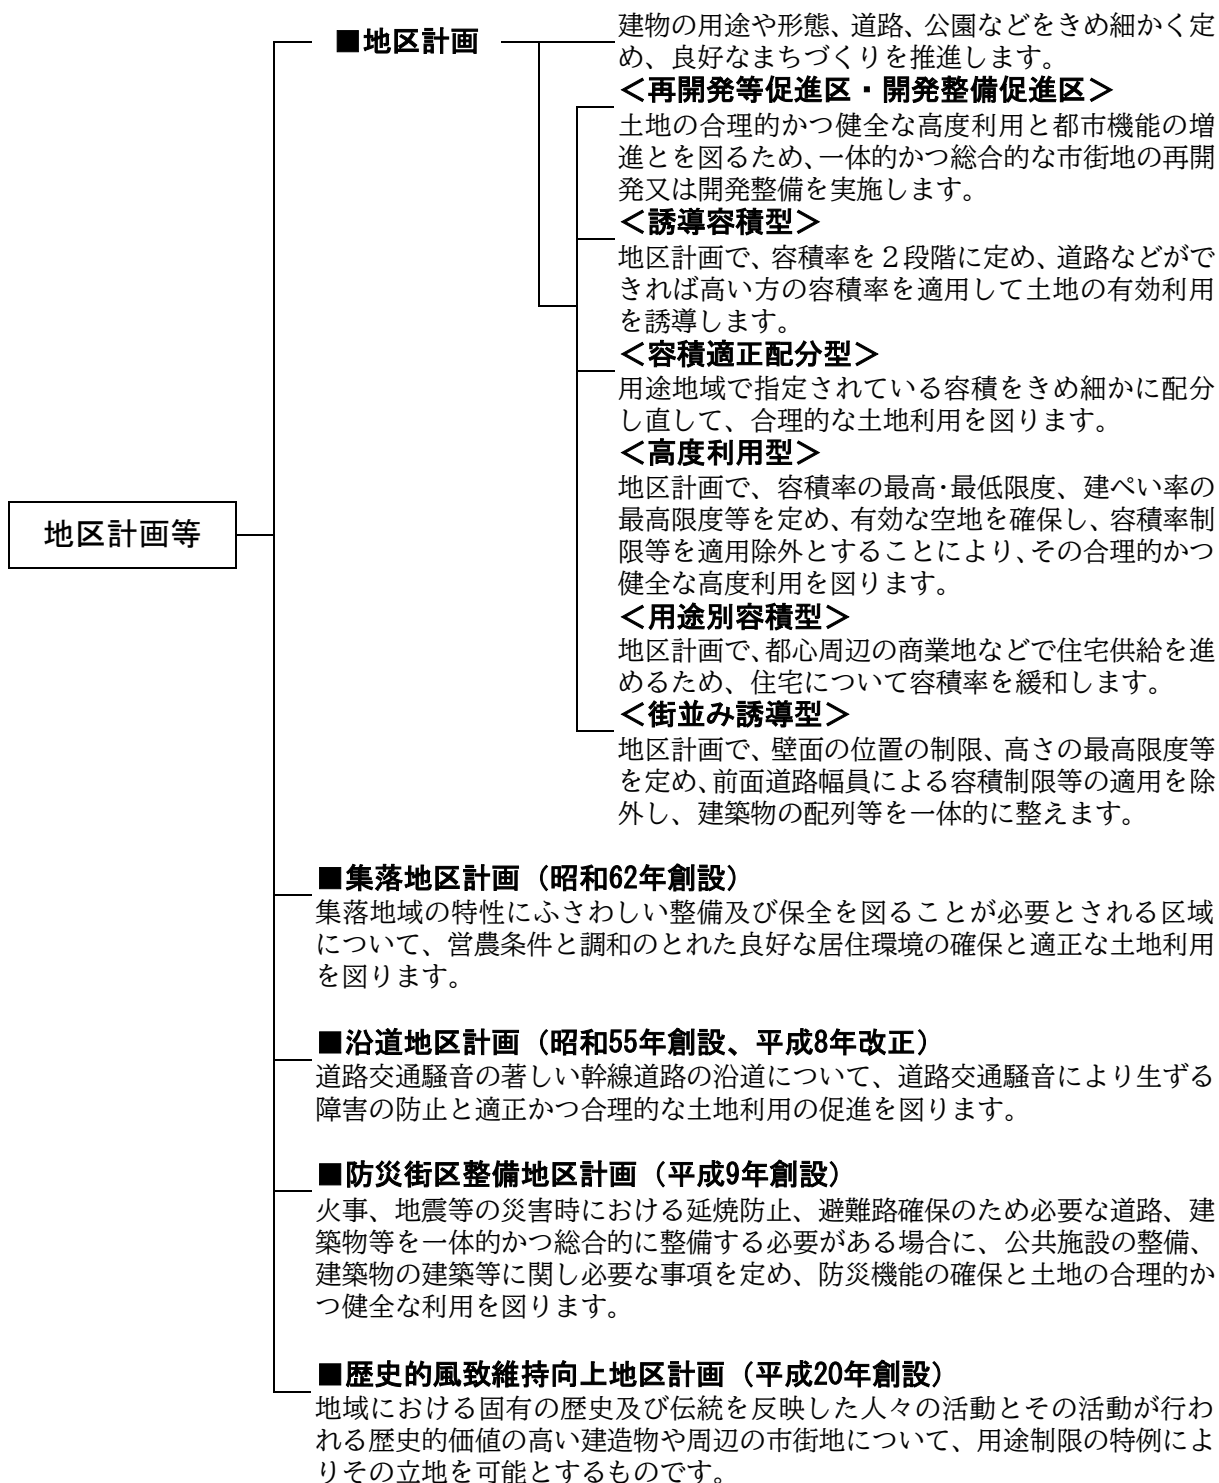 ■地区計画
建物の用途や形態、道路、公園などをきめ細かく定
め、良好なまちづくりを推進します。
＜再開発等促進区・開発整備促進区＞
土地の合理的かつ健全な高度利用と都市機能の増
進とを図るため、一体的かつ総合的な市街地の再開
発又は開発整備を実施します。
＜誘導容積型＞
地区計画で、容積率を２段階に定め、道路などがで
きれば高い方の容積率を適用して土地の有効利用
を誘導します。
＜容積適正配分型＞
用途地域で指定されている容積をきめ細かに配分
し直して、合理的な土地利用を図ります。
＜高度利用型＞
地区計画で、容積率の最高･最低限度、建ぺい率の
最高限度等を定め、有効な空地を確保し、容積率制
限等を適用除外とすることにより、その合理的かつ
健全な高度利用を図ります。
＜用途別容積型＞
地区計画で、都心周辺の商業地などで住宅供給を進
めるため、住宅について容積率を緩和します。
＜街並み誘導型＞
地区計画で、壁面の位置の制限、高さの最高限度等
を定め、前面道路幅員による容積制限等の適用を除
外し、建築物の配列等を一体的に整えます。
地区計画等
■集落地区計画（昭和62年創設）
集落地域の特性にふさわしい整備及び保全を図ることが必要とされる区域
について、営農条件と調和のとれた良好な居住環境の確保と適正な土地利用
を図ります。
■沿道地区計画（昭和55年創設、平成8年改正）
道路交通騒音の著しい幹線道路の沿道について、道路交通騒音により生ずる
障害の防止と適正かつ合理的な土地利用の促進を図ります。
■防災街区整備地区計画（平成9年創設）
火事、地震等の災害時における延焼防止、避難路確保のため必要な道路、建
築物等を一体的かつ総合的に整備する必要がある場合に、公共施設の整備、
建築物の建築等に関し必要な事項を定め、防災機能の確保と土地の合理的か
つ健全な利用を図ります。
■歴史的風致維持向上地区計画（平成20年創設）
地域における固有の歴史及び伝統を反映した人々の活動とその活動が行わ
れる歴史的価値の高い建造物や周辺の市街地について、用途制限の特例によ
りその立地を可能とするものです。